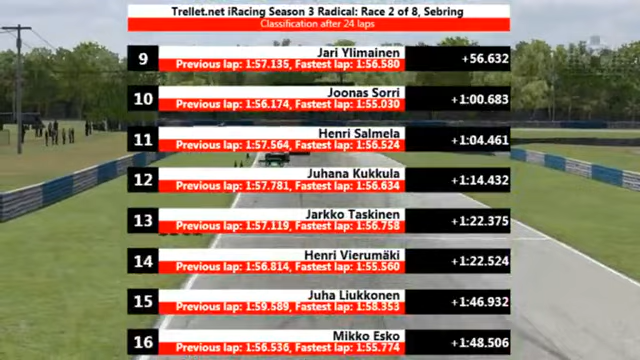 Trellet.net iRacing Season 3 Radical: Race 2 of 8, Sebring
Classification after 24 laps
9 Jari Ylimainen +56.632
Previous lap: 1:57.135, Fastest lap: 1:56.580
10 Joonas Sorri +1:00.683
Previous lap: 1:56.174, Fastest lap: 1:55.030
11 Henri Salmela +1:04.461
Previous lap: 1:57.564, Fastest lap: 1:56.524
12 Juhana Kukkula +1:14.432
Previous lap: 1:57.781, Fastest lap: 1:56.634
13 Jarkko Taskinen +1:22.375
Previous lap: 1:57.119, Fastest lap: 1:56.758
14 Henri Vierumäki +1:22.524
Previous lap: 1:56.814, Fastest lap: 1:55.560
15 Juha Liukkonen +1:46.932
Previous lap: 1:59.589, Fastest lap: 1:58.353
16 Mikko Esko +1:48.506
Previous lap: 1:56.536, Fastest lap: 1:55.774